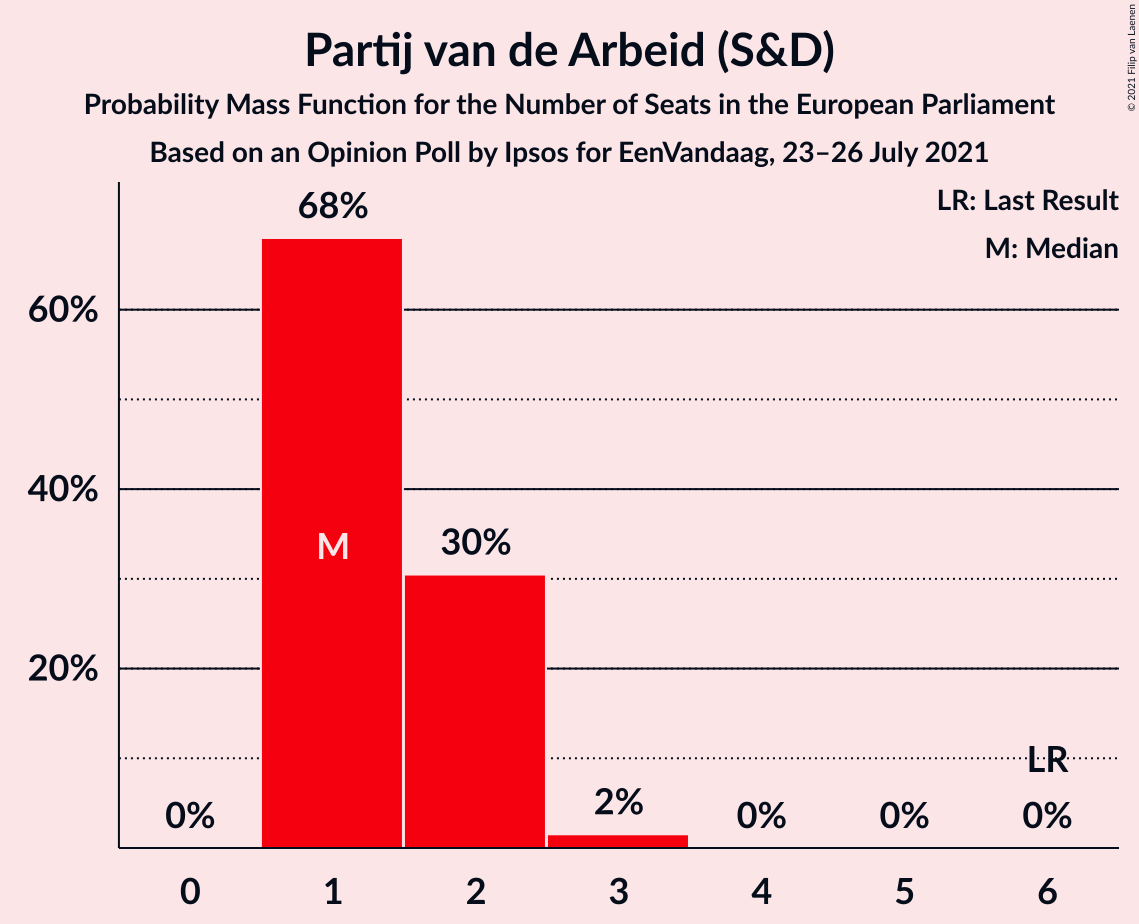 Partij van de Arbeid (S&D)
Probability Mass Function for the Number of Seats in the European Parliament
Based on an Opinion Poll by Ipsos for EenVandaag, 23–26 July 2021
© 2021 Filip van Laenen
LR: Last Result
M: Median
68%
60%
40%
M
30%
20%
LR
0%
2%
0%
0%
0%
0
1
2
3
4
5
6